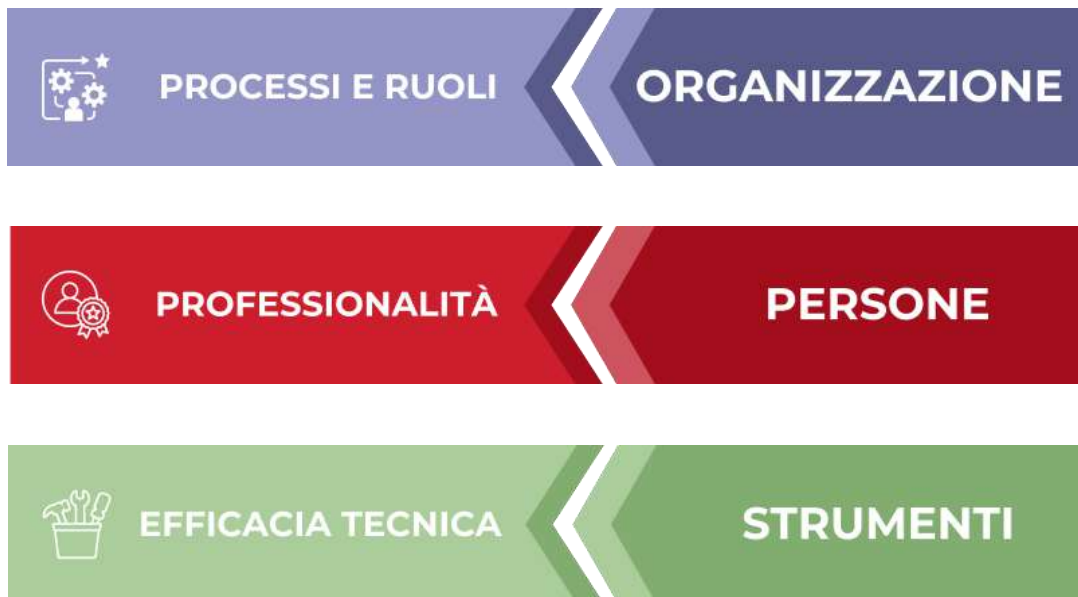 PROCESSI E RUOLI
ORGANIZZAZIONE
PROFESSIONALITÀ
PERSONE
EFFICACIA TECNICA
STRUMENTI